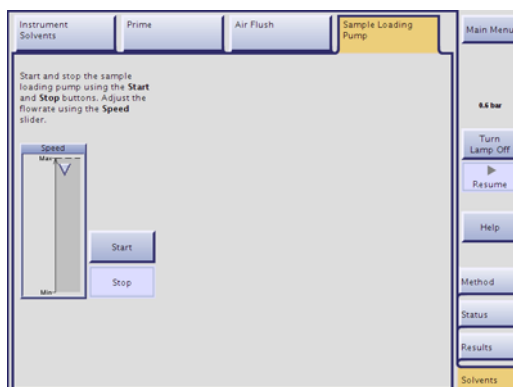 Instrument
Solvents
Prime
Air Flush
Sample Loading
Pump
Main Menu
Start and stop the sample
loading pump using the Start
and Stop buttons. Adjust the
flowrate using the Speed
slider.
0.6 bar
Turn
Lamp Off
Resume
Speed
Max
Help
Start
Stop
Min
Method
Status
Results
Solvents